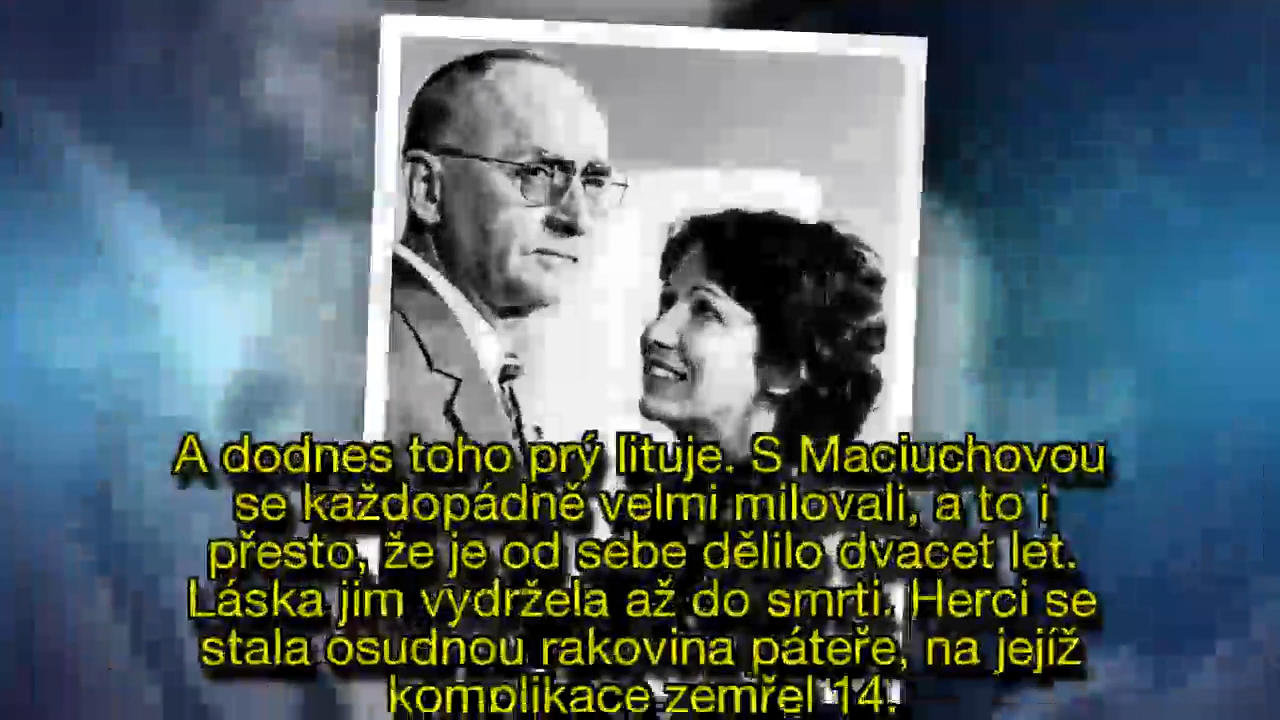 A dodnes toho prý lituje. S Maciuchovou
se každopádně velmi milovali, a to i
přesto, že je od sebe dělilo dvacet let.
Láska jim vydržela až do smrti. Herci se
stala osudnou rakovina páteře, na jejíž
komplikace zemřel 14.